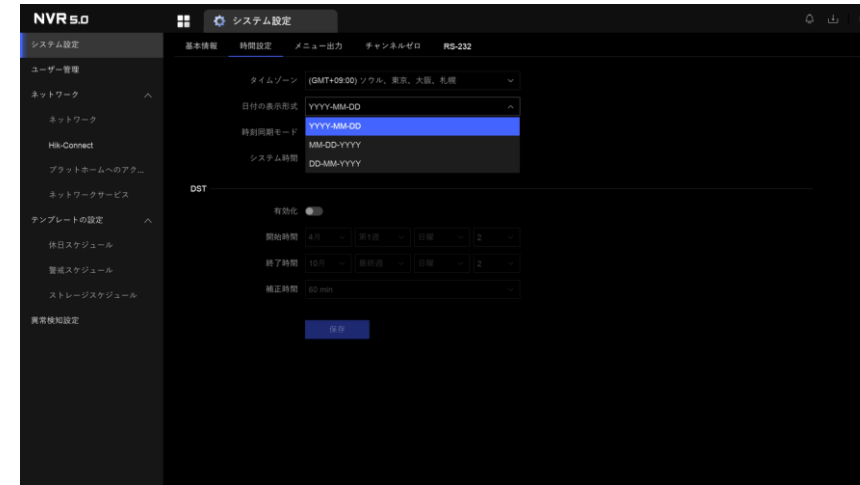 NVR 5.0
システム設定
システム設定
ユーザー管理
ネットワーク
ネットワーク
Hik-Connect
プラットホームへのアク...
ネットワークサービス
テンプレートの設定
休日スケジュール
警戒スケジュール
ストレージスケジュール
異常検知設定
基本情報 時間設定 メニュー出力 チャンネルゼロ RS-232
タイムゾーン (GMT+09:00) ソウル、東京、大阪、札幌
日付の表示形式 YYYY-MM-DD
YYYY-MM-DD
時刻同期モード
MM-DD-YYYY
システム時間
DD-MM-YYYY
DST
有効化
開始時間 4月 第1週 日曜 2
終了時間 10月 最終週 日曜 2
補正時間 60 min
保存